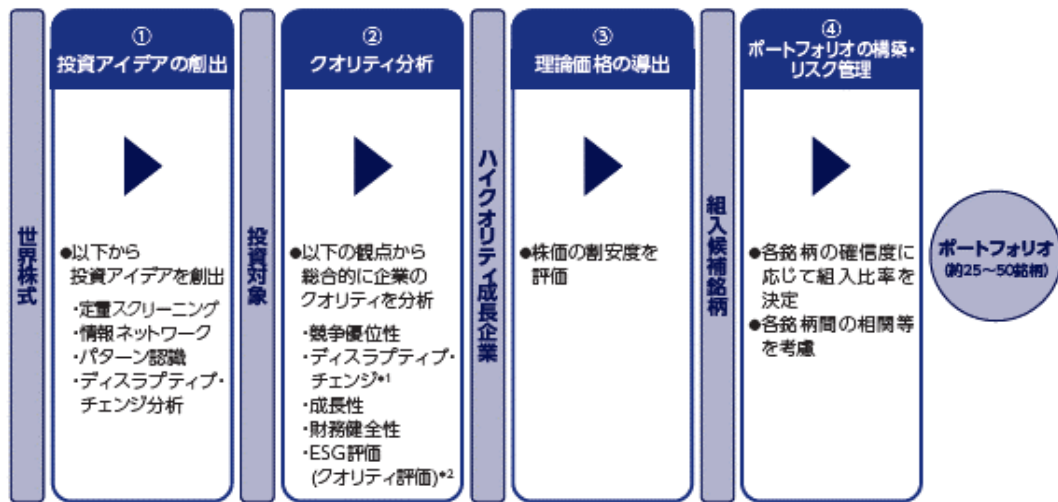 世界株式
①
投資アイデアの創出
●以下から
投資アイデアを創出
・定量スクリーニング
・情報ネットワーク
・パターン認識
・ディスラプティブ・
チェンジ分析
投資対象
②
クオリティ分析
●以下の観点から
総合的に企業の
クオリティを分析
・競争優位性
・ディスラプティブ・
チェンジ*1
・成長性
・財務健全性
・ESG評価
(クオリティ評価)*2
ハイクオリティ成長企業
③
理論価格の導出
●株価の割安度を
評価
組入候補銘柄
④
ポートフォリオの構築・
リスク管理
●各銘柄の確信度に
応じて組入比率を
決定
●各銘柄間の相関等
を考慮
ポートフォリオ
(約25~50銘柄)